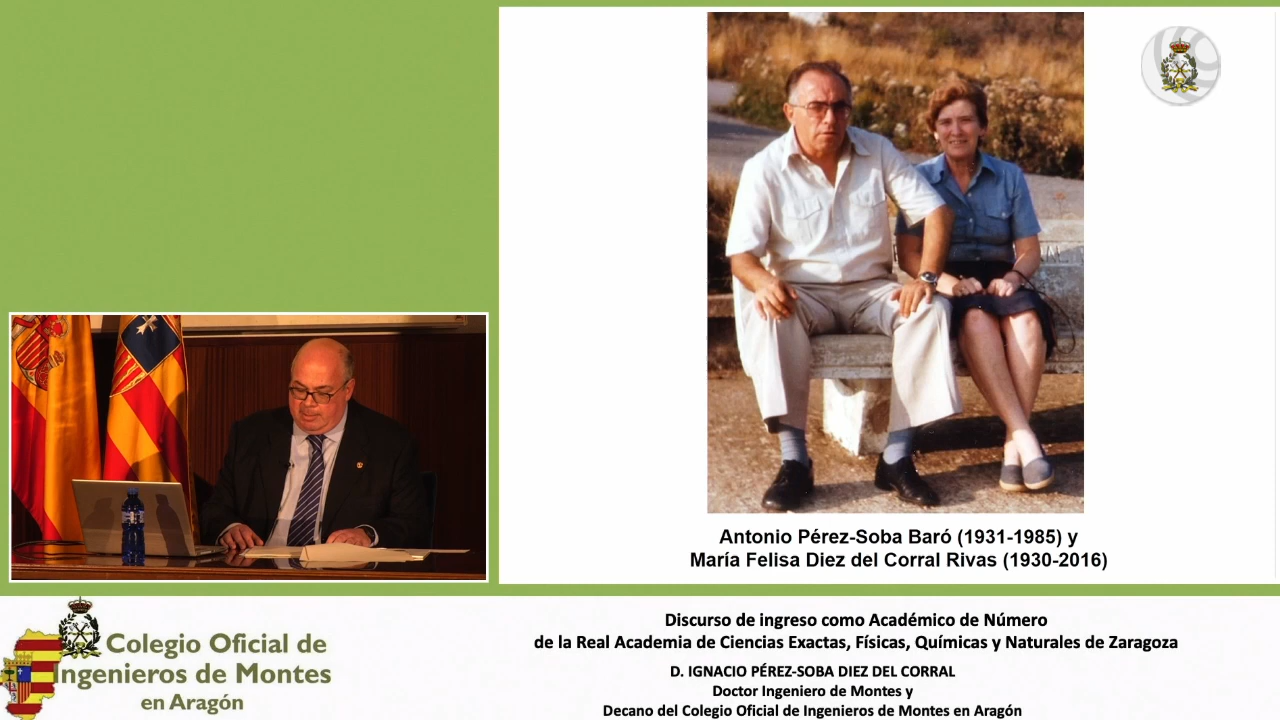 Antonio Pérez-Soba Baró (1931-1985) y
María Felisa Diez del Corral Rivas (1930-2016)
Colegio Oficial de
Ingenieros de Montes
en Aragón
Discurso de ingreso como Académico de Número
de la Real Academia de Ciencias Exactas, Físicas, Químicas y Naturales de Zaragoza
D. IGNACIO PÉREZ-SOBA DIEZ DEL CORRAL
Doctor Ingeniero de Montes y
Decano del Colegio Oficial de Ingenieros de Montes en Aragón